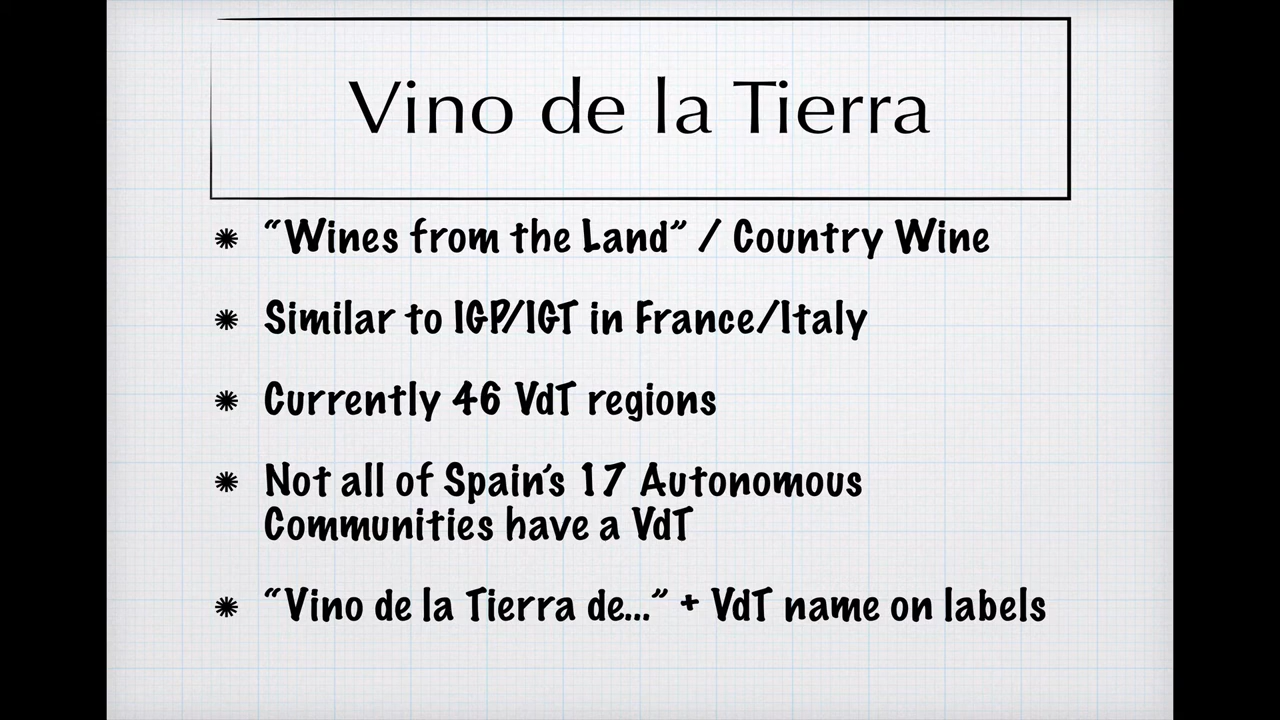 Vino de la Tierra
“Wines from the Land” / Country Wine
Similar to IGP/IGT in France/Italy
Currently 46 VdT regions
Not all of Spain’s 17 Autonomous
Communities have a VdT
“Vino de la Tierra de...” + VdT name on labels